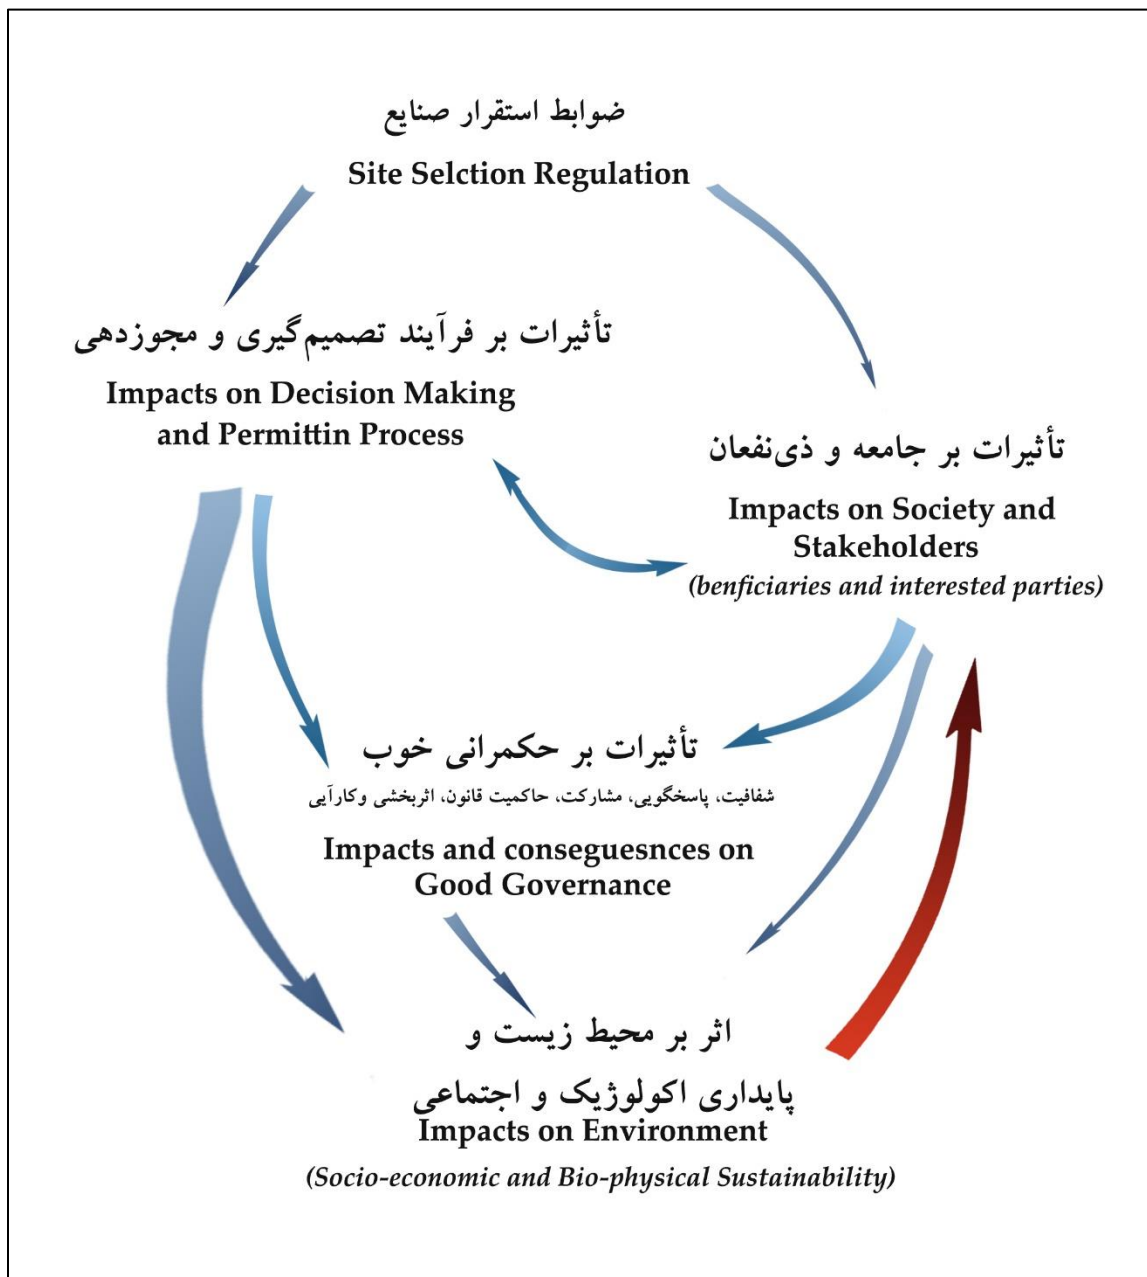 ضوابط استقرار صنایع
Site Selction Regulation
تأثیرات بر فرآیند تصمیم‌گیری و مجوزدهی
Impacts on Decision Making
and Permittin Process
تأثیرات بر جامعه و ذی‌نفعان
Impacts on Society and
Stakeholders
(benficiaries and interested parties)
تأثیرات بر حکمرانی خوب
شفافیت، پاسخگویی، مشارکت، حاکمیت قانون، اثربخشی وکارآیی
Impacts and conseguesnces on
Good Governance
اثر بر محیط زیست و
پایداری اکولوژیک و اجتماعی
Impacts on Environment
(Socio-economic and Bio-physical Sustainability)